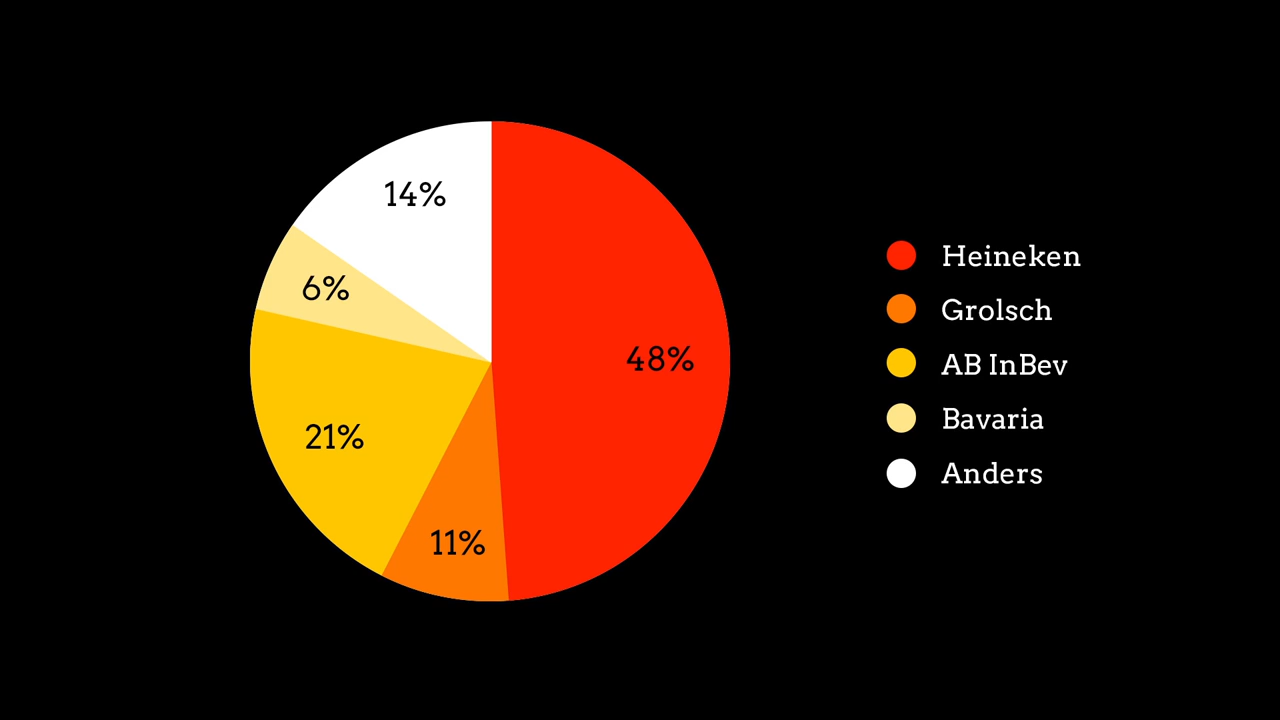 14%
6%
48%
21%
11%
Heineken
Grolsch
AB InBev
Bavaria
Anders